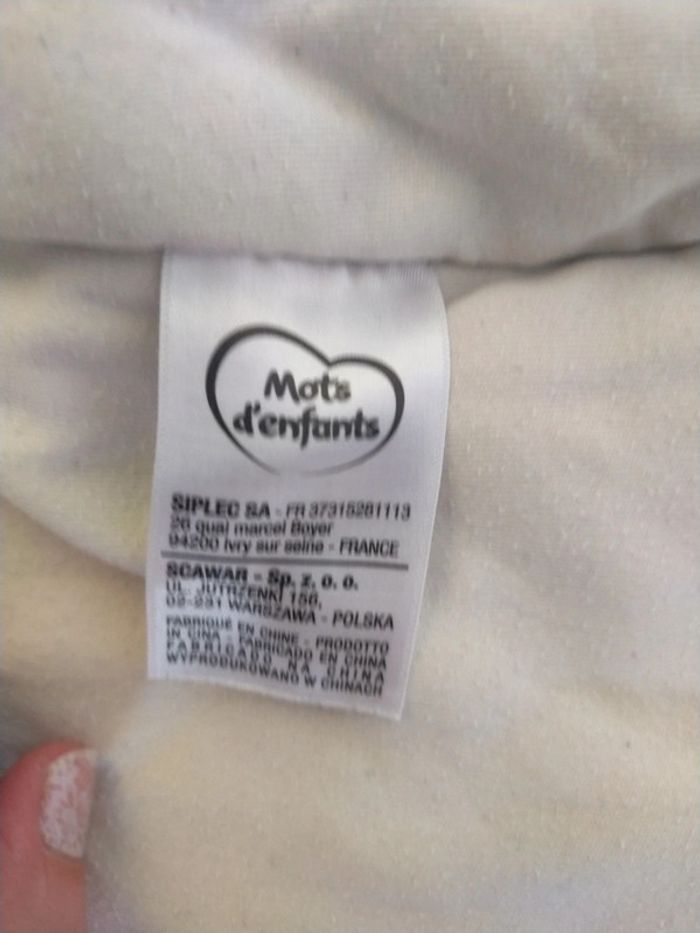 Mots
d'enfants
SIPLEC SA - FR 37315281113
26 quai marcel Boyer
94200 Ivry sur seine - FRANCE
SCAWAR - Sp. z. o. o.
UL. JUTRZENKI 156,
02-231 WARSZAWA - POLSKA
FABRIQUÉ EN CHINE - PRODOTTO
IN CINA - FABRICADO EN CHINA
FABRICADO NA CHINA
WYPRODUKOWANO W CHINACH